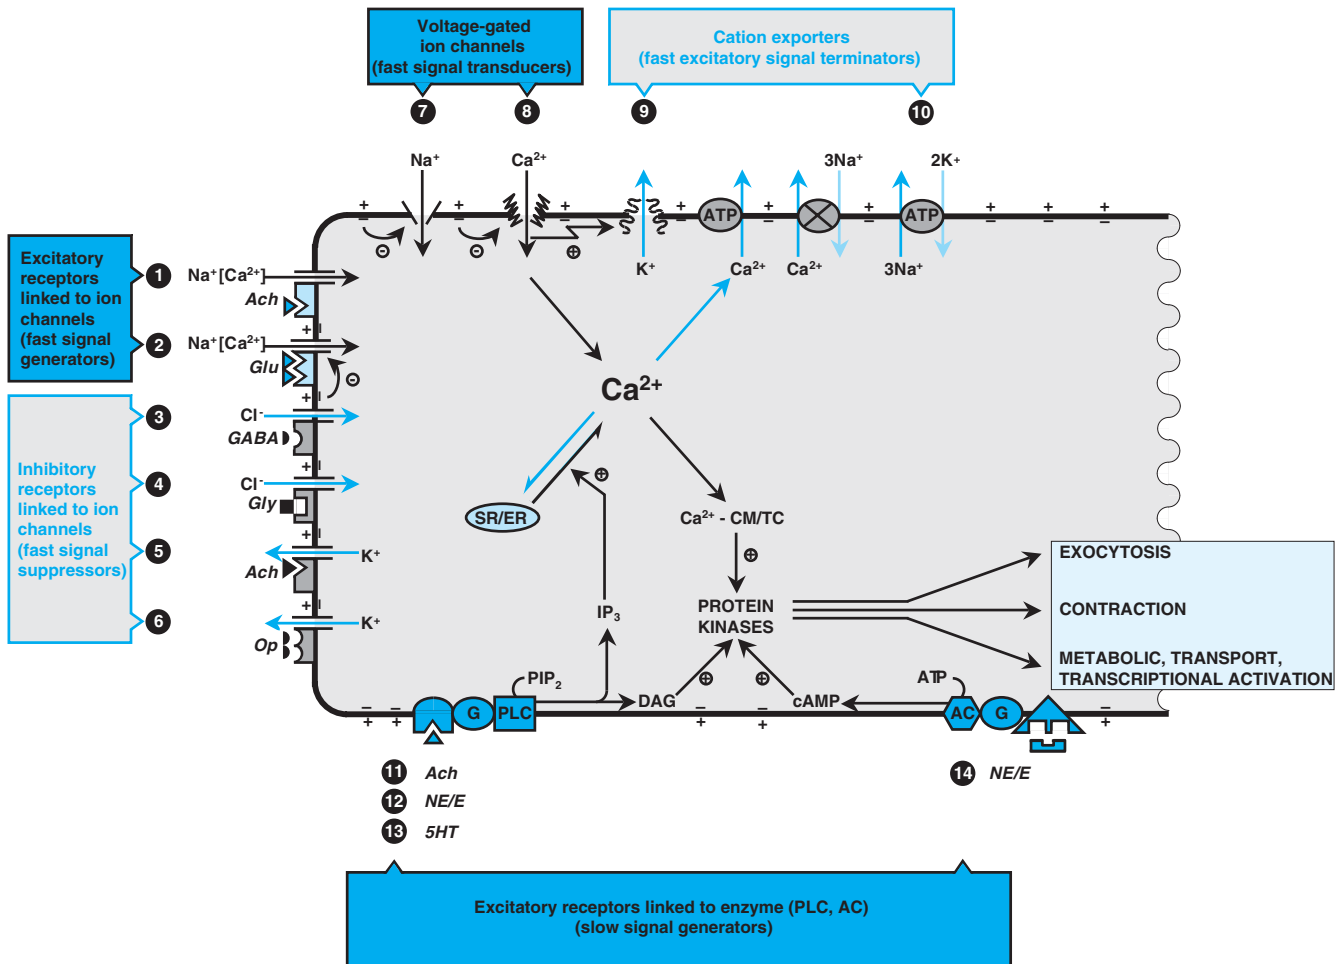 Voltage-gated
ion channels
(fast signal transducers)
Cation exporters
(fast excitatory signal terminators)
7
8
9
10
Na⁺
Ca²⁺
3Na⁺
2K⁺
ATP
ATP
K⁺
Ca²⁺
Ca²⁺
3Na⁺
Excitatory
receptors
linked to ion
channels
(fast signal
generators)
1
Na⁺[Ca²⁺]
Ach
2
Na⁺[Ca²⁺]
Glu
Inhibitory
receptors
linked to ion
channels
(fast signal
suppressors)
3
Cl⁻
GABA
4
Cl⁻
Gly
5
K⁺
Ach
6
K⁺
Op
Ca²⁺
SR/ER
Ca²⁺ - CM/TC
PROTEIN
KINASES
IP₃
EXOCYTOSIS
CONTRACTION
METABOLIC, TRANSPORT,
TRANSCRIPTIONAL ACTIVATION
PIP₂
DAG
cAMP
ATP
G
PLC
AC
G
11 Ach
12 NE/E
13 5HT
14 NE/E
Excitatory receptors linked to enzyme (PLC, AC)
(slow signal generators)